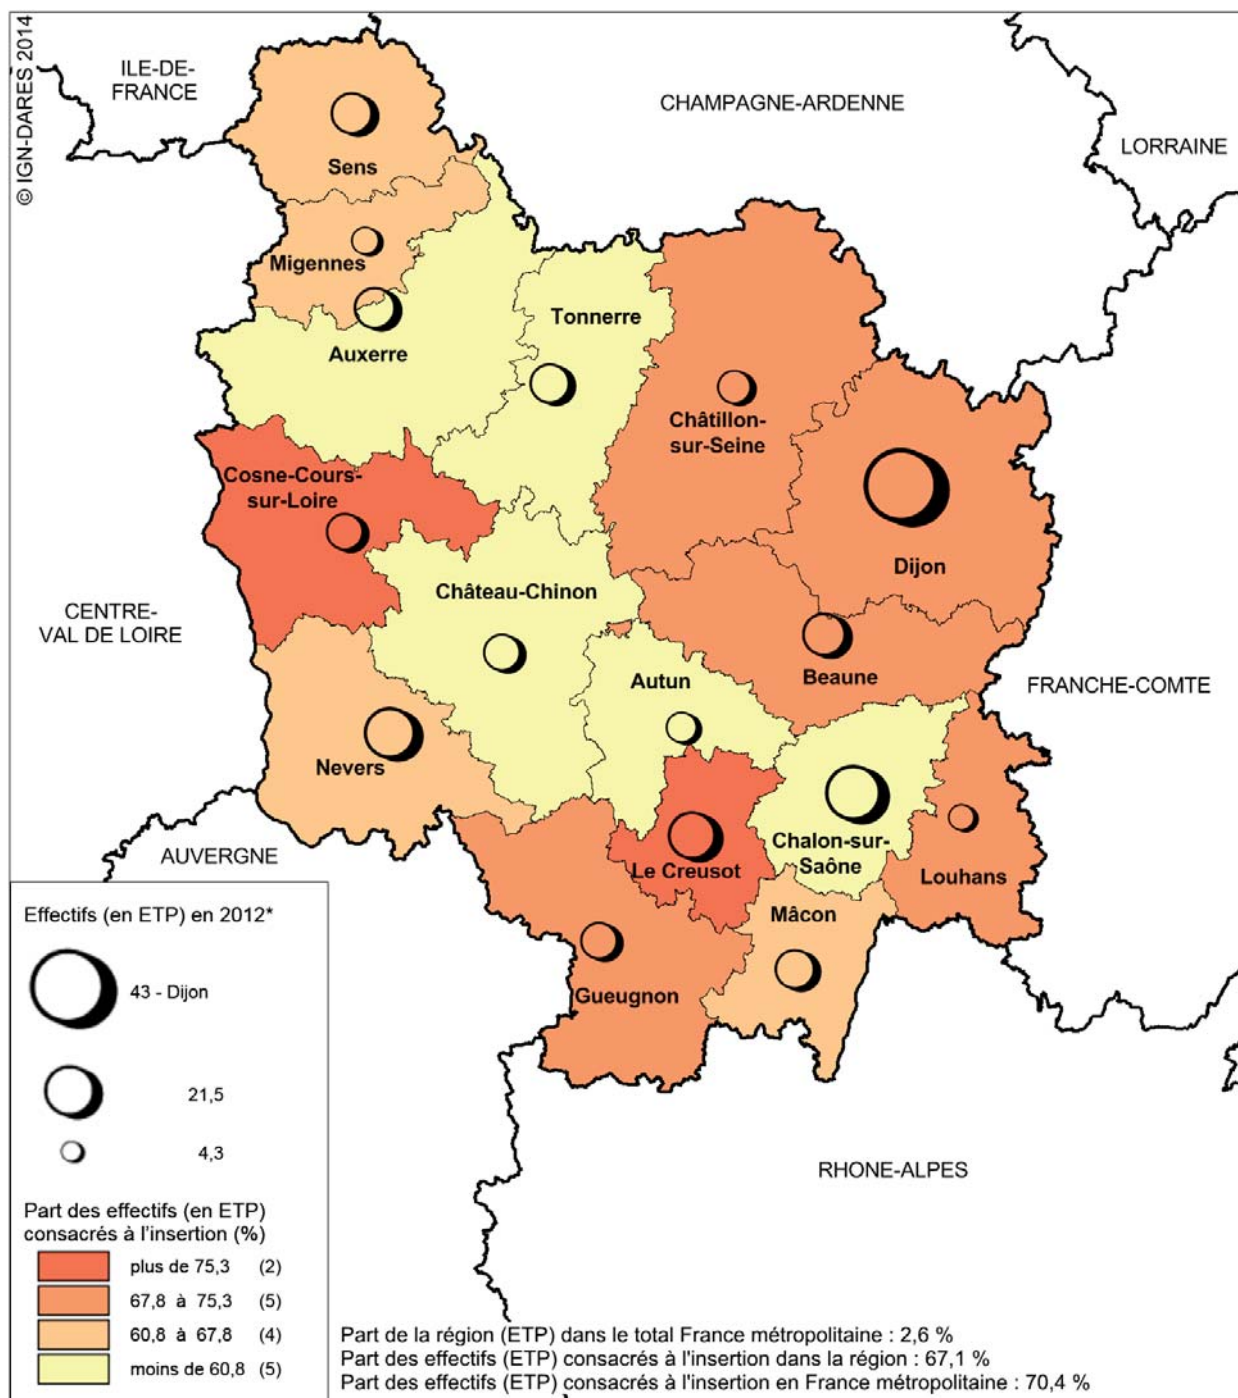 © IGN-DARES 2014
ILE-DE-
FRANCE
CHAMPAGNE-ARDENNE
LORRAINE
Sens
Migennes
Tonnerre
Auxerre
Châtillon-
sur-Seine
Cosne-Cours-
sur-Loire
Dijon
Château-Chinon
CENTRE-
VAL DE LOIRE
Beaune
Autun
FRANCHE-COMTE
Nevers
Chalon-sur-
Saône
AUVERGNE
Le Creusot
Louhans
Mâcon
Gueugnon
RHONE-ALPES
Effectifs (en ETP) en 2012*
43 - Dijon
21,5
4,3
Part des effectifs (en ETP)
consacrés à l'insertion (%)
plus de 75,3 (2)
67,8 à 75,3 (5)
60,8 à 67,8 (4)
moins de 60,8 (5)
Part de la région (ETP) dans le total France métropolitaine : 2,6 %
Part des effectifs (ETP) consacrés à l'insertion dans la région : 67,1 %
Part des effectifs (ETP) consacrés à l'insertion en France métropolitaine : 70,4 %